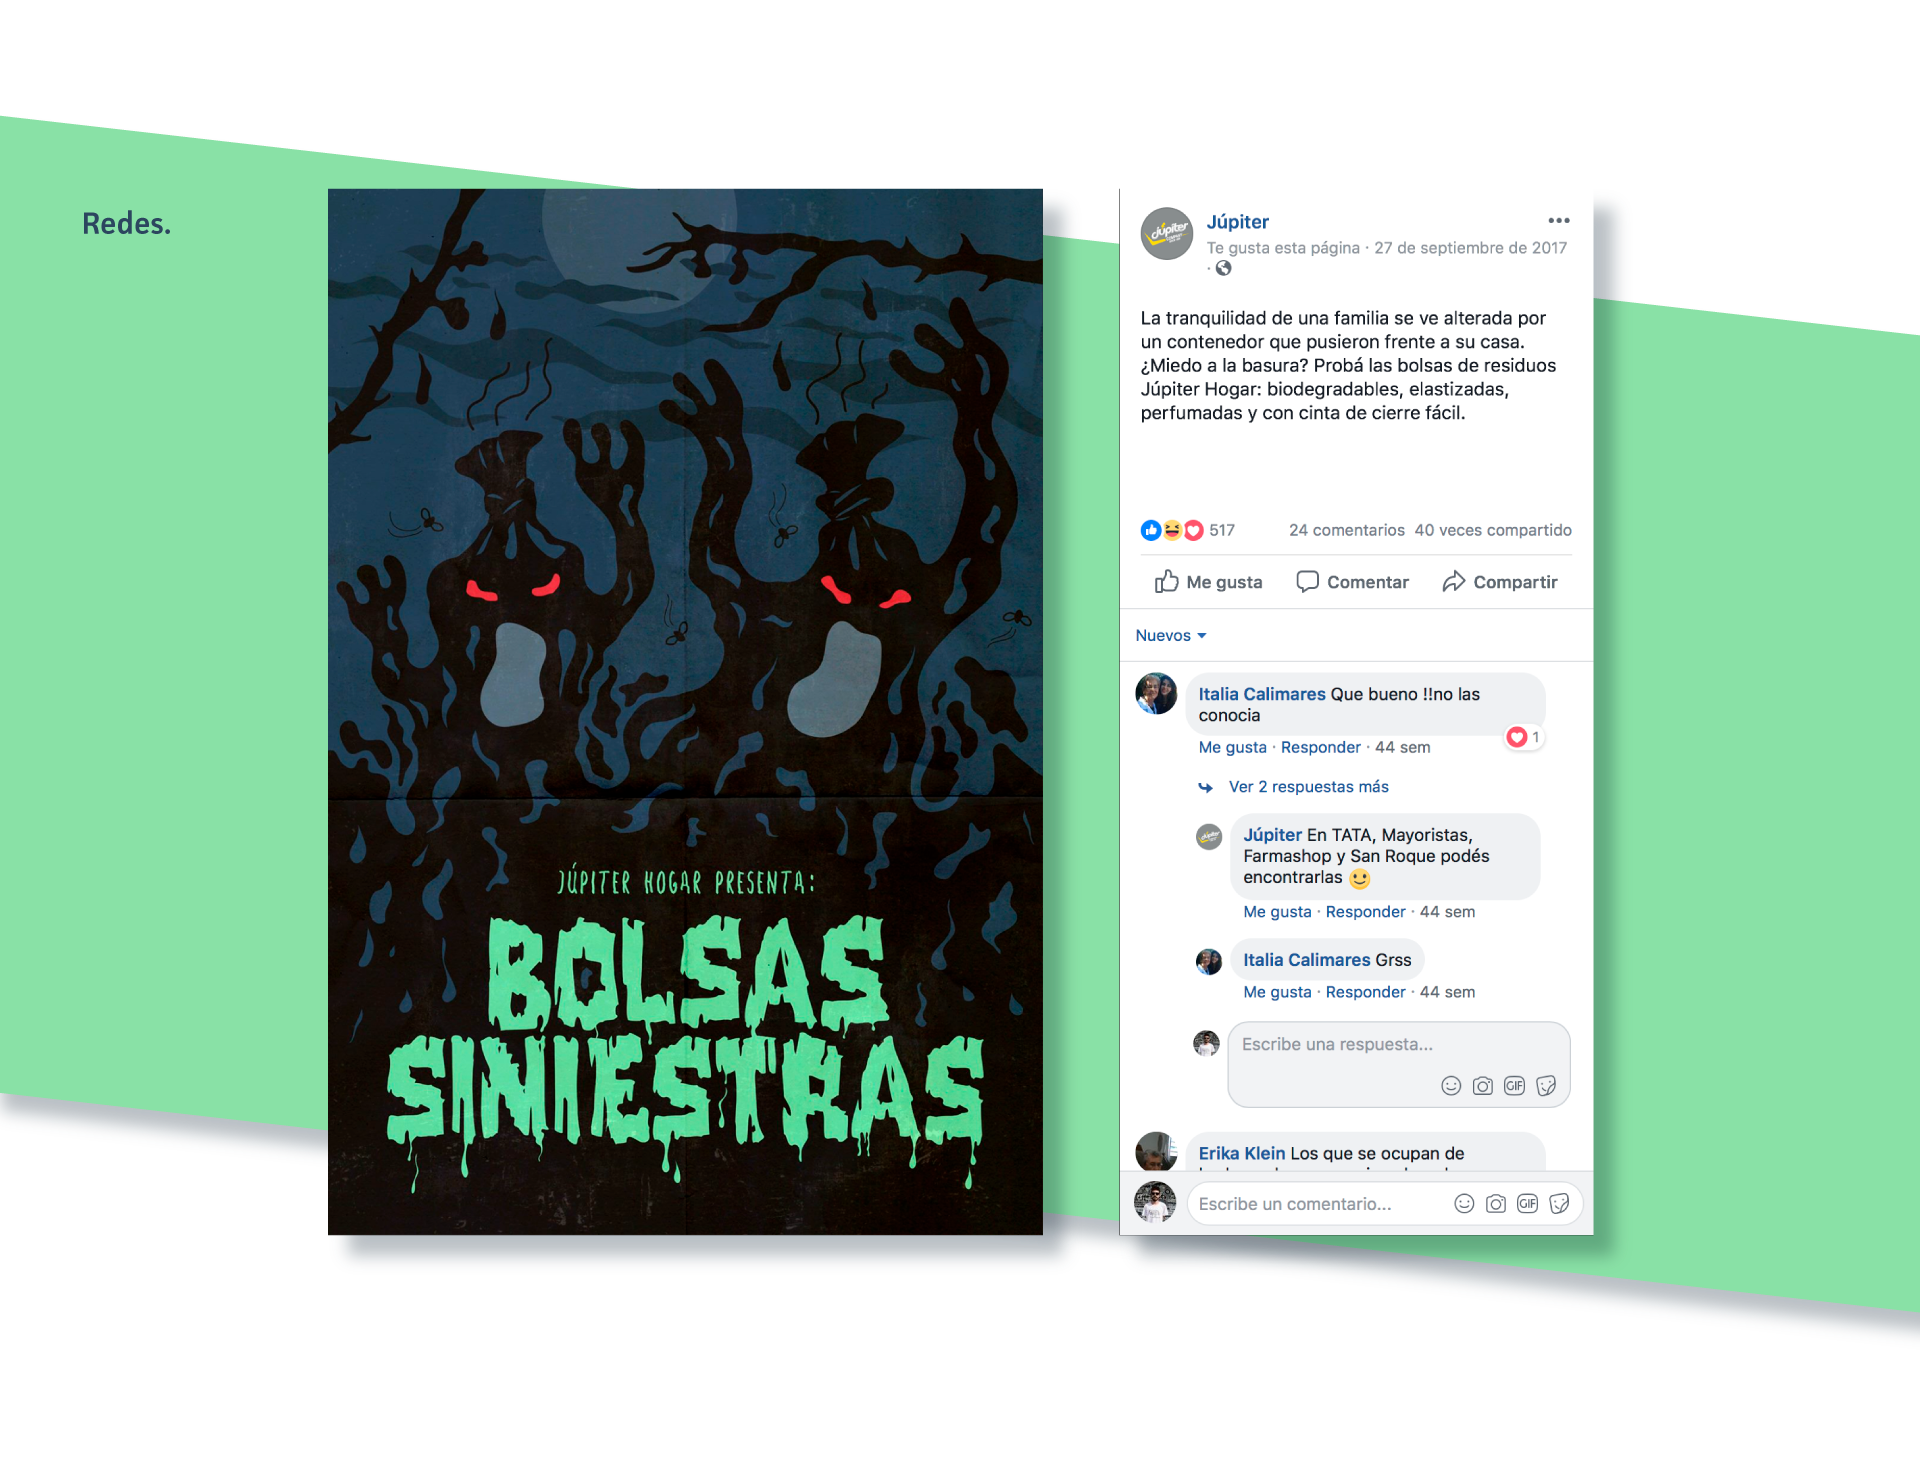 Redes.
JÚPITER HOGAR PRESENTA:
BOLSAS
SINIESTRAS
Júpiter
Júpiter
Te gusta esta página · 27 de septiembre de 2017
La tranquilidad de una familia se ve alterada por
un contenedor que pusieron frente a su casa.
¿Miedo a la basura? Probá las bolsas de residuos
Júpiter Hogar: biodegradables, elastizadas,
perfumadas y con cinta de cierre fácil.
517 24 comentarios 40 veces compartido
Me gusta Comentar Compartir
Nuevos
Italia Calimares Que bueno !!no las
conocia
1
Me gusta · Responder · 44 sem
Ver 2 respuestas más
Júpiter En TATA, Mayoristas,
Farmashop y San Roque podés
encontrarlas
Me gusta · Responder · 44 sem
Italia Calimares Grss
Me gusta · Responder · 44 sem
Escribe una respuesta...
GIF
Erika Klein Los que se ocupan de
Escribe un comentario...
GIF